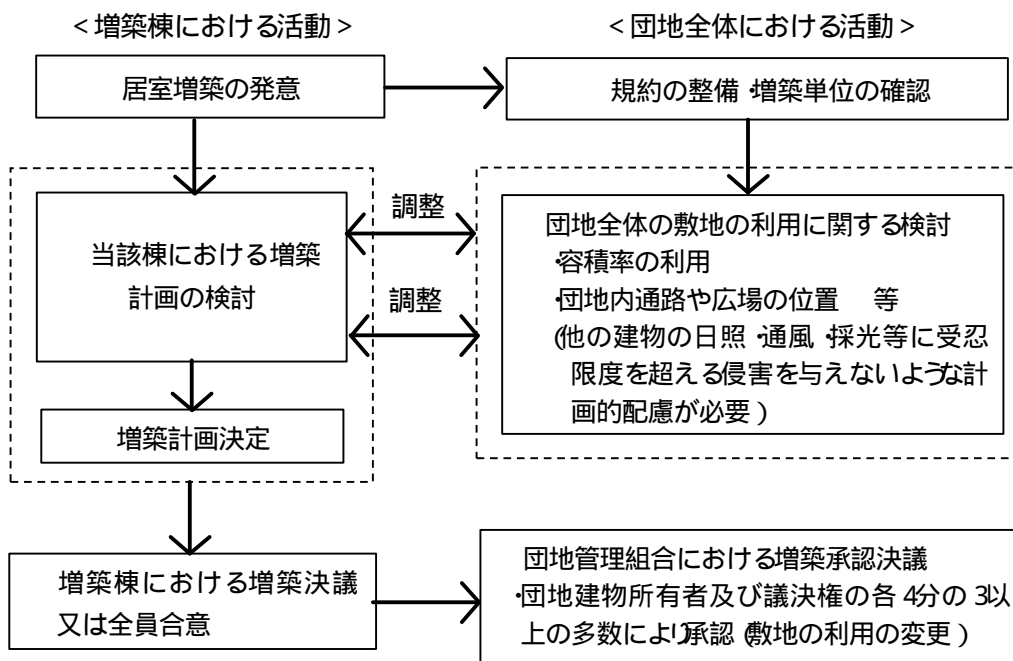 <増築棟における活動>
<団地全体における活動>
居室増築の発意
規約の整備・増築単位の確認
調整
当該棟における増築
計画の検討
調整
団地全体の敷地の利用に関する検討
・容積率の利用
・団地内通路や広場の位置 等
(他の建物の日照・通風・採光等に受忍
限度を超える侵害を与えないような計
画的配慮が必要)
増築計画決定
増築棟における増築決議
又は全員合意
団地管理組合における増築承認決議
・団地建物所有者及び議決権の各4分の3以
上の多数により承認(敷地の利用の変更)